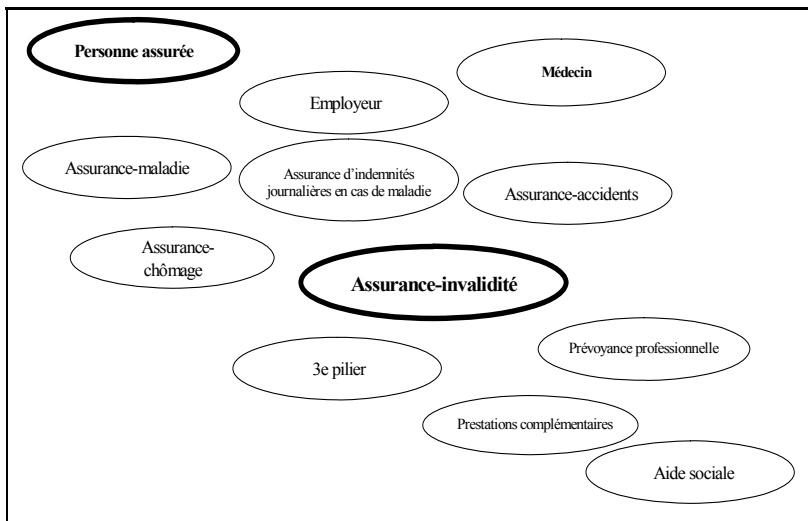 Personne assurée
Médecin
Employeur
Assurance-maladie
Assurance d'indemnités
journalières en cas de maladie
Assurance-accidents
Assurance-
chômage
Assurance-invalidité
Prévoyance professionnelle
3e pilier
Prestations complémentaires
Aide sociale